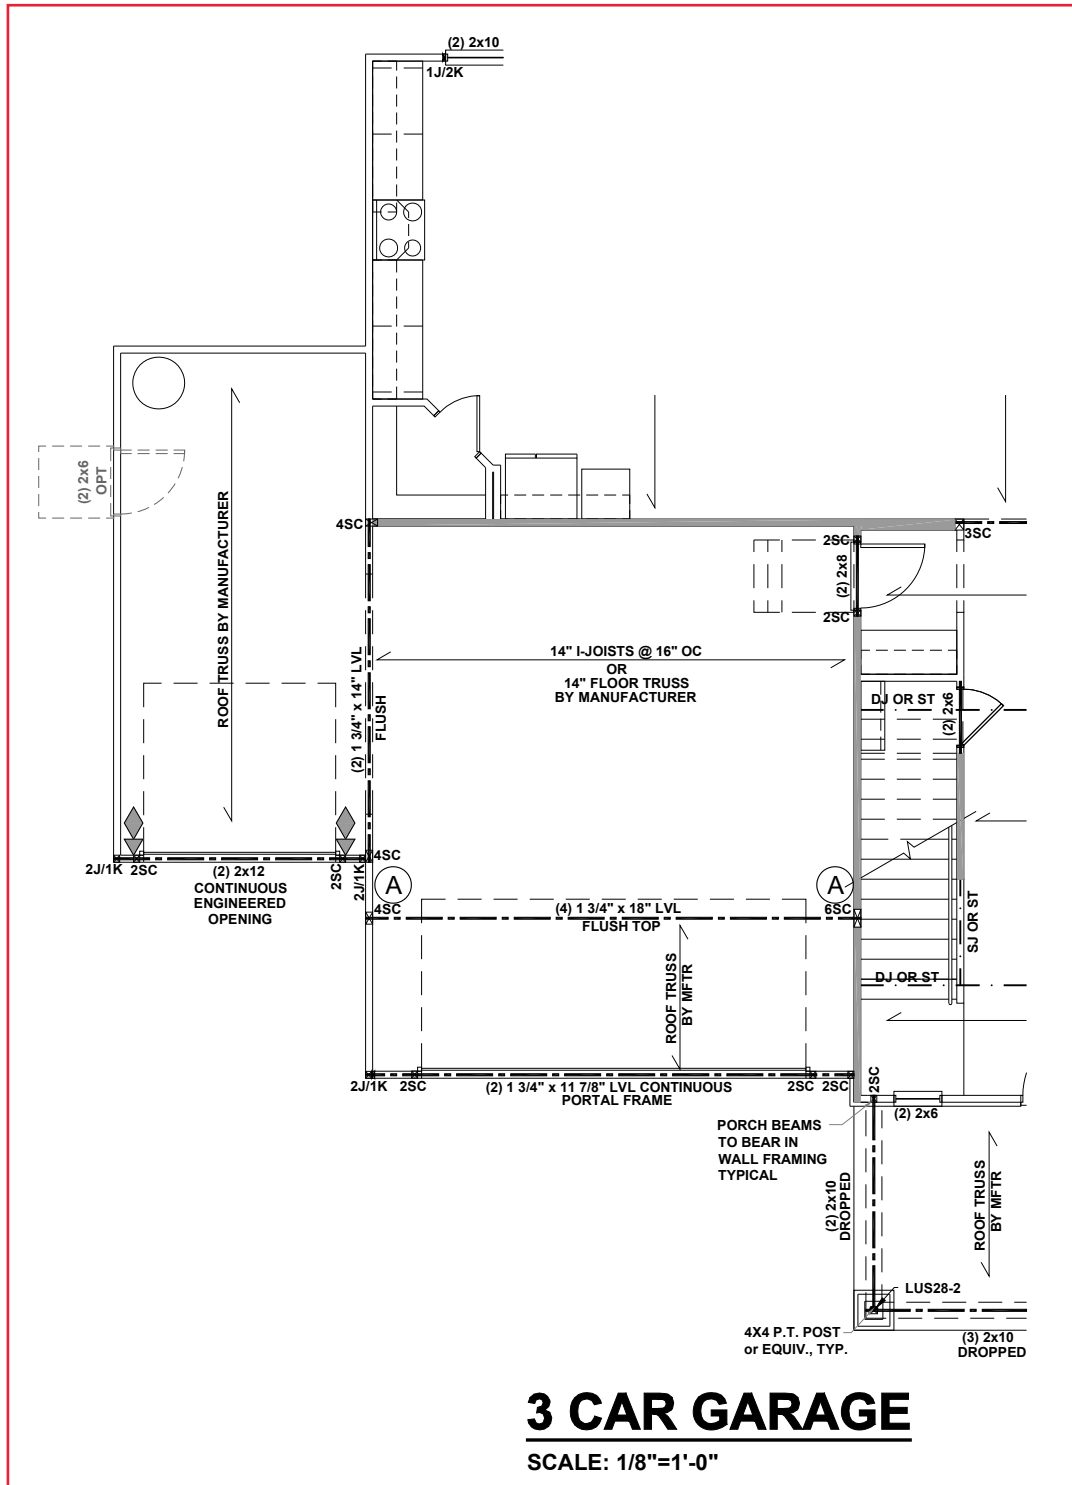 (2) 2x10
1J/2K
(2) 2x6
OPT
ROOF TRUSS BY MANUFACTURER
4SC
3SC
2SC
(2) 2x8
2SC
(2) 1 3/4" x 14" LVL
FLUSH
14" I-JOISTS @ 16" OC
OR
14" FLOOR TRUSS
BY MANUFACTURER
DJ OR ST
(2) 2x6
2J/1K
2SC
(2) 2x12
CONTINUOUS
ENGINEERED
OPENING
2SC
2J/1K
4SC
A
A
4SC
(4) 1 3/4" x 18" LVL
FLUSH TOP
6SC
SJ OR ST
DJ OR ST
ROOF TRUSS
BY MFTR
2J/1K
2SC
(2) 1 3/4" x 11 7/8" LVL CONTINUOUS
PORTAL FRAME
2SC
2SC
2SC
(2) 2x6
PORCH BEAMS
TO BEAR IN
WALL FRAMING
TYPICAL
(2) 2x10
DROPPED
ROOF TRUSS
BY MFTR
LUS28-2
4X4 P.T. POST
or EQUIV., TYP.
(3) 2x10
DROPPED
3 CAR GARAGE
SCALE: 1/8"=1'-0"